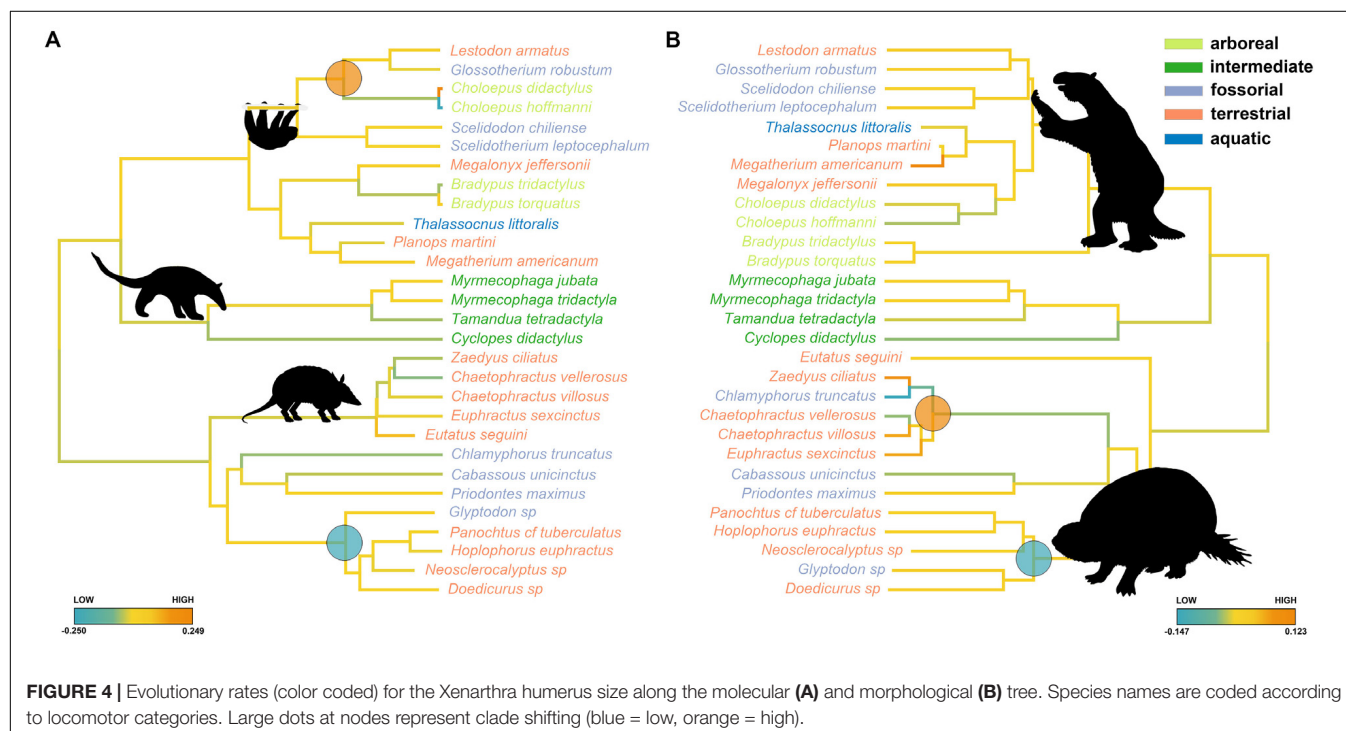 A
Lestodon armatus
Glossotherium robustum
Choloepus didactylus
Choloepus hoffmanni
Scelidodon chiliense
Scelidotherium leptocephalum
Megalonyx jeffersonii
Bradypus tridactylus
Bradypus torquatus
Thalassocnus littoralis
Planops martini
Megatherium americanum
Myrmecophaga jubata
Myrmecophaga tridactyla
Tamandua tetradactyla
Cyclopes didactylus
Zaedyus ciliatus
Chaetophractus vellerosus
Chaetophractus villosus
Euphractus sexcinctus
Eutatus seguini
Chlamyphorus truncatus
Cabassous unicinctus
Priodontes maximus
Glyptodon sp
Panochtus cf tuberculatus
Hoplophorus euphractus
Neosclerocalyptus sp
Doedicurus sp
LOW HIGH
-0.250 0.249
B
Lestodon armatus
Glossotherium robustum
Scelidodon chiliense
Scelidotherium leptocephalum
Thalassocnus littoralis
Planops martini
Megatherium americanum
Megalonyx jeffersonii
Choloepus didactylus
Choloepus hoffmanni
Bradypus tridactylus
Bradypus torquatus
Myrmecophaga jubata
Myrmecophaga tridactyla
Tamandua tetradactyla
Cyclopes didactylus
Eutatus seguini
Zaedyus ciliatus
Chlamyphorus truncatus
Chaetophractus vellerosus
Chaetophractus villosus
Euphractus sexcinctus
Cabassous unicinctus
Priodontes maximus
Panochtus cf tuberculatus
Hoplophorus euphractus
Neosclerocalyptus sp
Glyptodon sp
Doedicurus sp
arboreal
intermediate
fossorial
terrestrial
aquatic
LOW HIGH
-0.147 0.123
FIGURE 4 | Evolutionary rates (color coded) for the Xenarthra humerus size along the molecular (A) and morphological (B) tree. Species names are coded according
to locomotor categories. Large dots at nodes represent clade shifting (blue = low, orange = high).